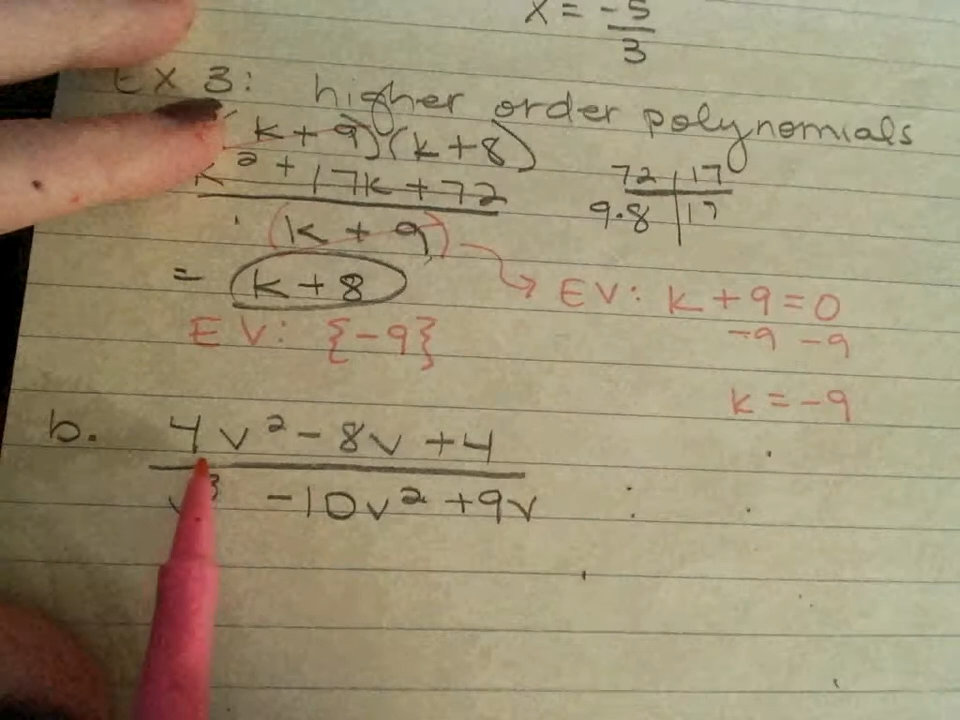 x = -5/3
Ex 3: higher order polynomials
(k+9)(k+8)
k² + 17k + 72
(k + 9)
72 | 17
9·8 | 17
= k+8
EV: k+9=0
-9 -9
EV: {-9}
k = -9
b. 4v² - 8v + 4
v³ - 10v² + 9v